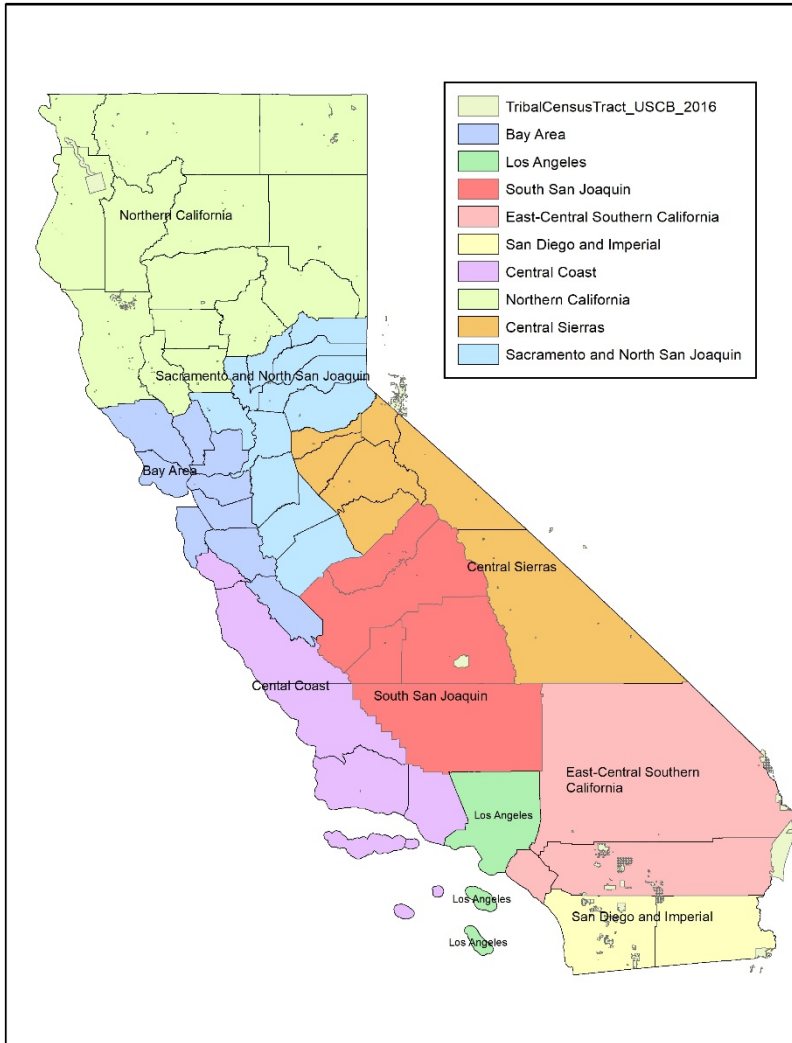 TribalCensusTract_USCB_2016
Bay Area
Los Angeles
South San Joaquin
East-Central Southern California
San Diego and Imperial
Central Coast
Northern California
Central Sierras
Sacramento and North San Joaquin
Northern California
Sacramento and North San Joaquin
Bay Area
Central Sierras
Cental Coast
South San Joaquin
East-Central Southern
California
Los Angeles
Los Angeles
San Diego and Imperial
Los Angeles